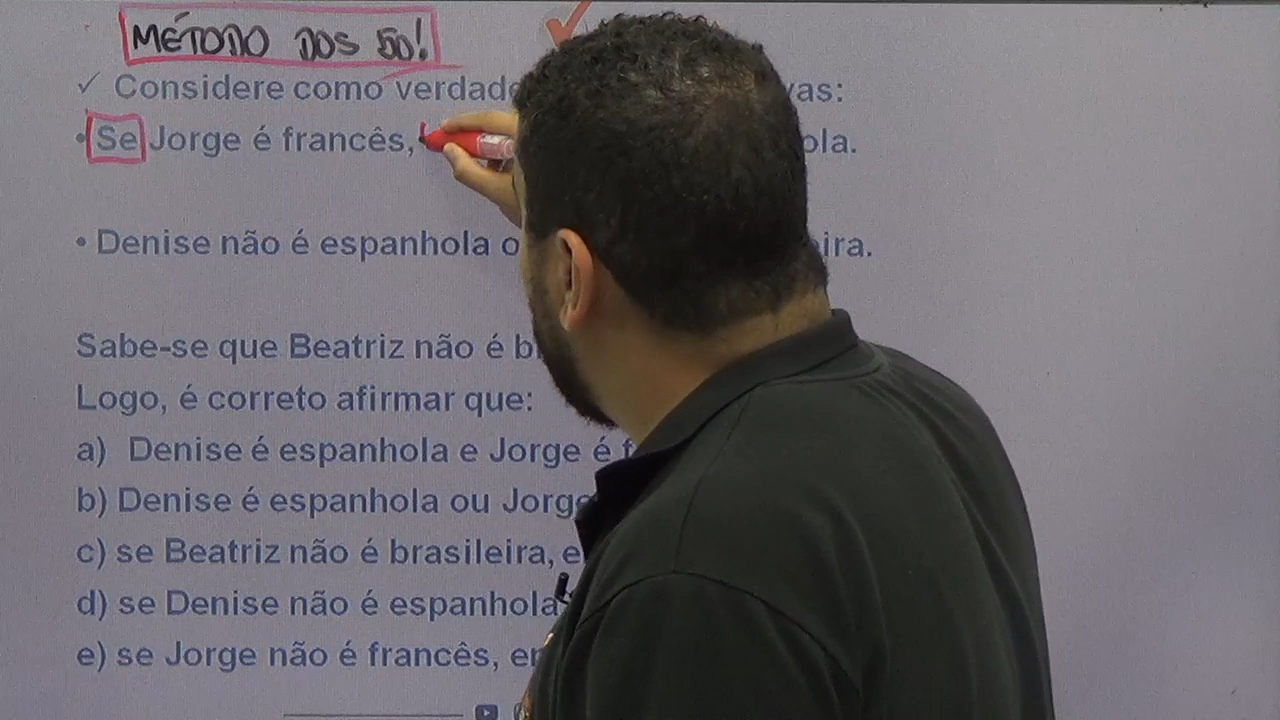 MÉTODO DOS 50!
✓ Considere como vas:
• Se Jorge é francês, ola.
• Denise não é espanhola ira.
Sabe-se que Beatriz não é
Logo, é correto afirmar que:
a) Denise é espanhola e Jorge é
b) Denise é espanhola ou Jorge
c) se Beatriz não é brasileira,
d) se Denise não é espanhola
e) se Jorge não é francês,